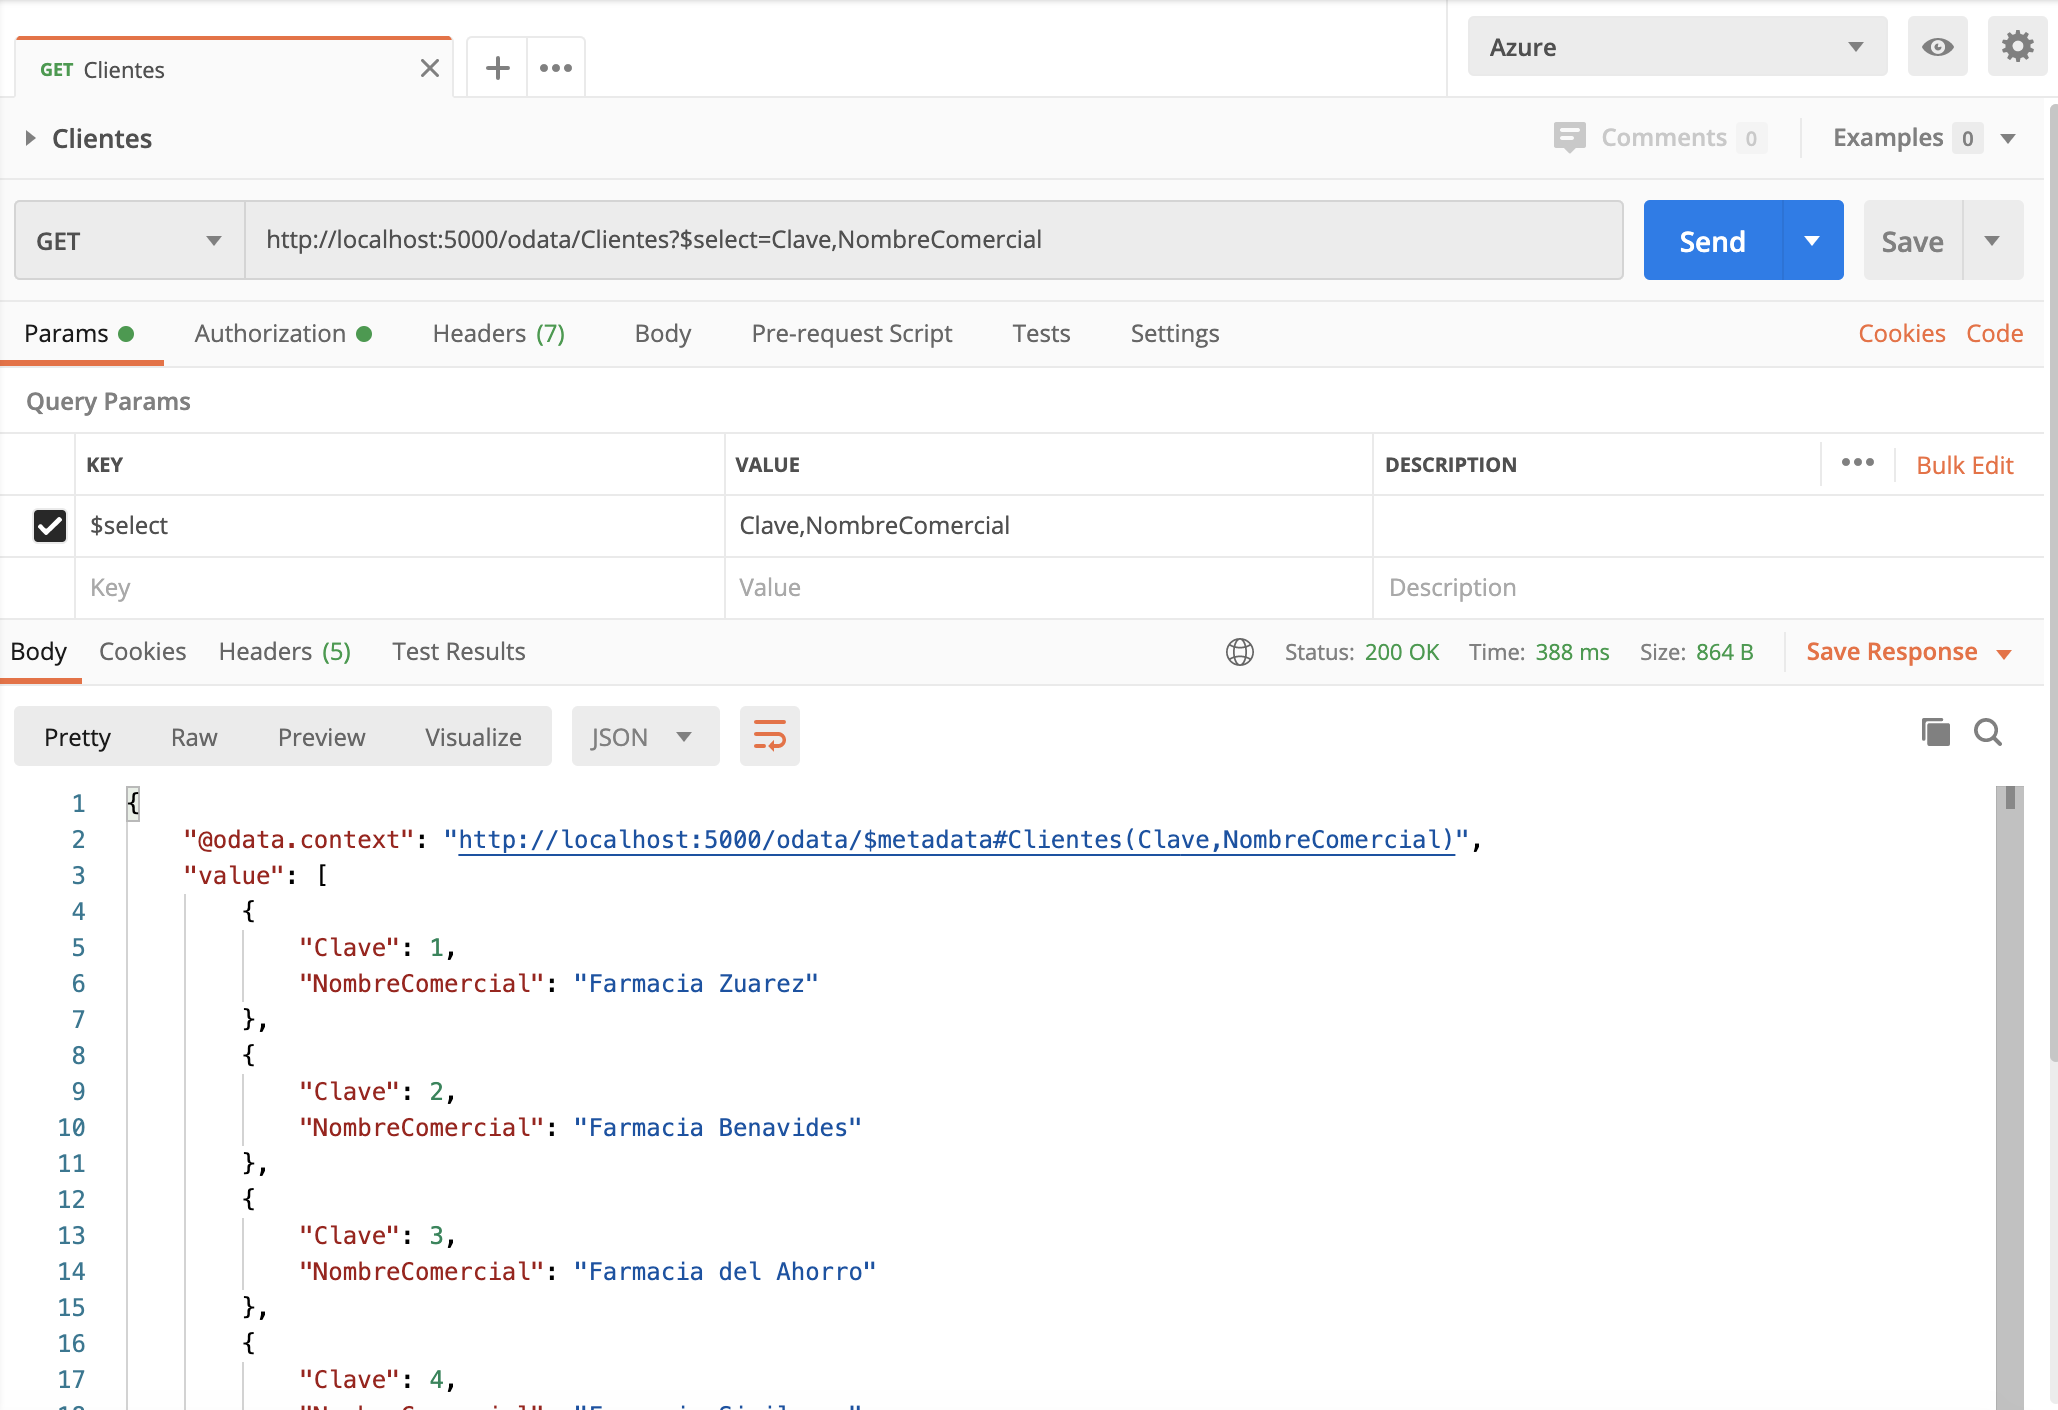 GET Clientes
Azure
Clientes
Comments 0
Examples 0
GET
http://localhost:5000/odata/Clientes?$select=Clave,NombreComercial
Send
Save
Params
Authorization
Headers (7)
Body
Pre-request Script
Tests
Settings
Cookies
Code
Query Params
KEY
VALUE
DESCRIPTION
Bulk Edit
$select
Clave,NombreComercial
Key
Value
Description
Body
Cookies
Headers (5)
Test Results
Status: 200 OK
Time: 388 ms
Size: 864 B
Save Response
Pretty
Raw
Preview
Visualize
JSON
1 {
2 "@odata.context": "http://localhost:5000/odata/$metadata#Clientes(Clave,NombreComercial)",
3 "value": [
4 {
5 "Clave": 1,
6 "NombreComercial": "Farmacia Zuarez"
7 },
8 {
9 "Clave": 2,
10 "NombreComercial": "Farmacia Benavides"
11 },
12 {
13 "Clave": 3,
14 "NombreComercial": "Farmacia del Ahorro"
15 },
16 {
17 "Clave": 4,